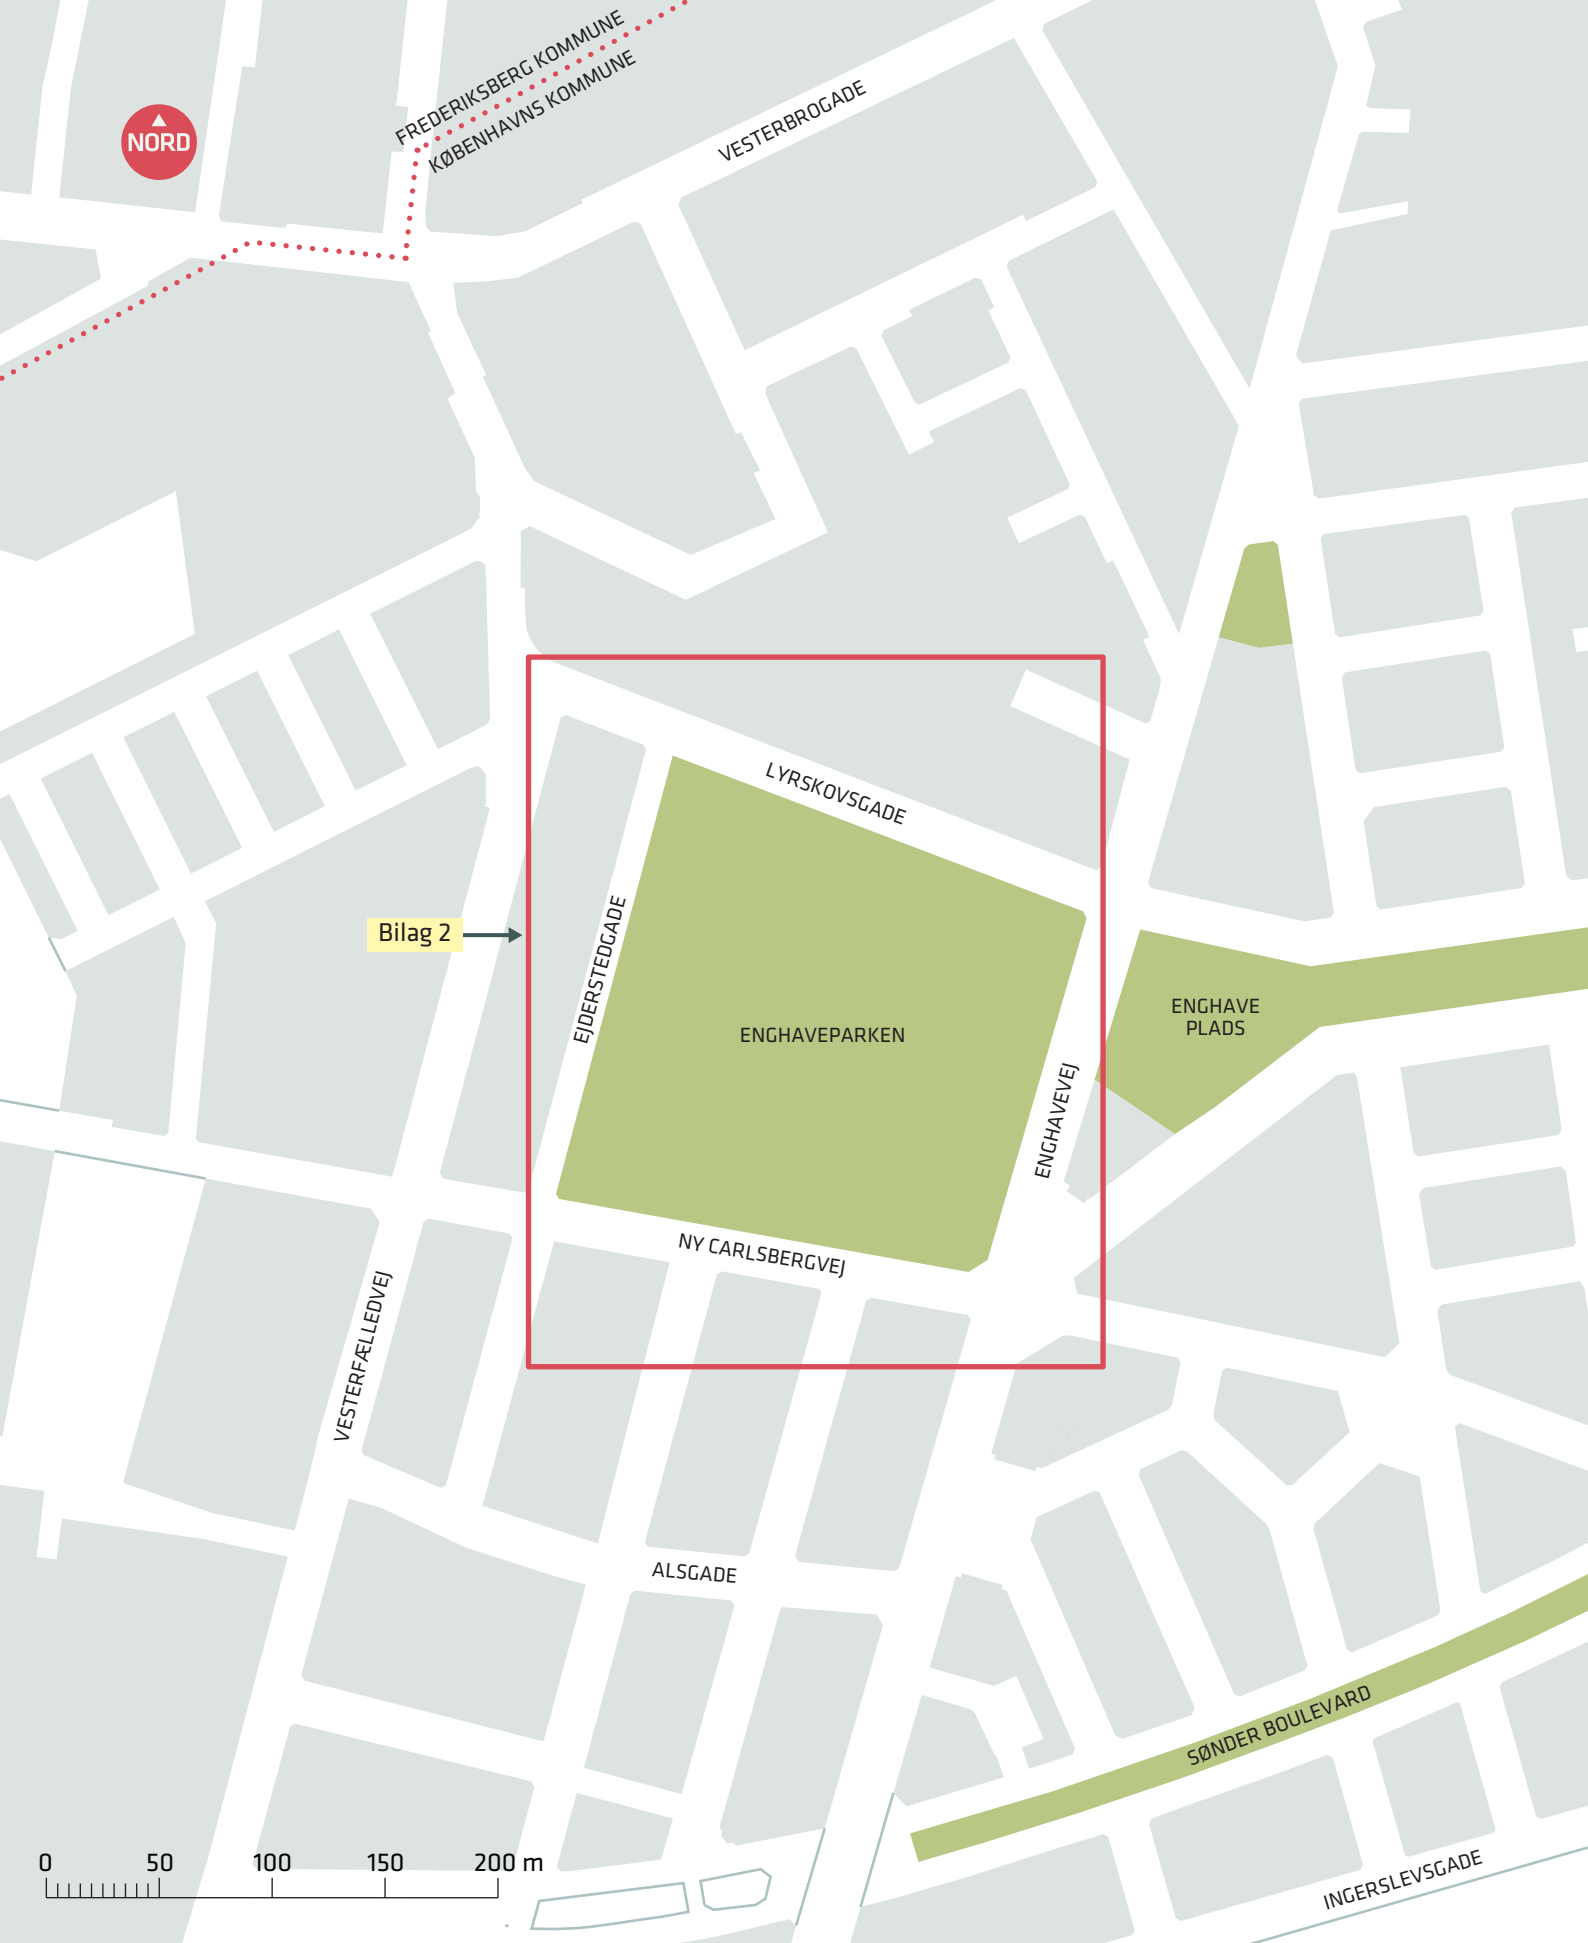 FREDERIKSBERG KOMMUNE
KØBENHAVNS KOMMUNE
VESTERBROGADE
NORD
LYRSKOVSGADE
EJDERSTEDGADE
Bilag 2
ENGHAVEPARKEN
ENGHAVE
PLADS
ENGHAVEVEJ
NY CARLSBERGVEJ
VESTERFÆLLEDVEJ
ALSGADE
SØNDER BOULEVARD
INGERSLEVSGADE
0 50 100 150 200 m